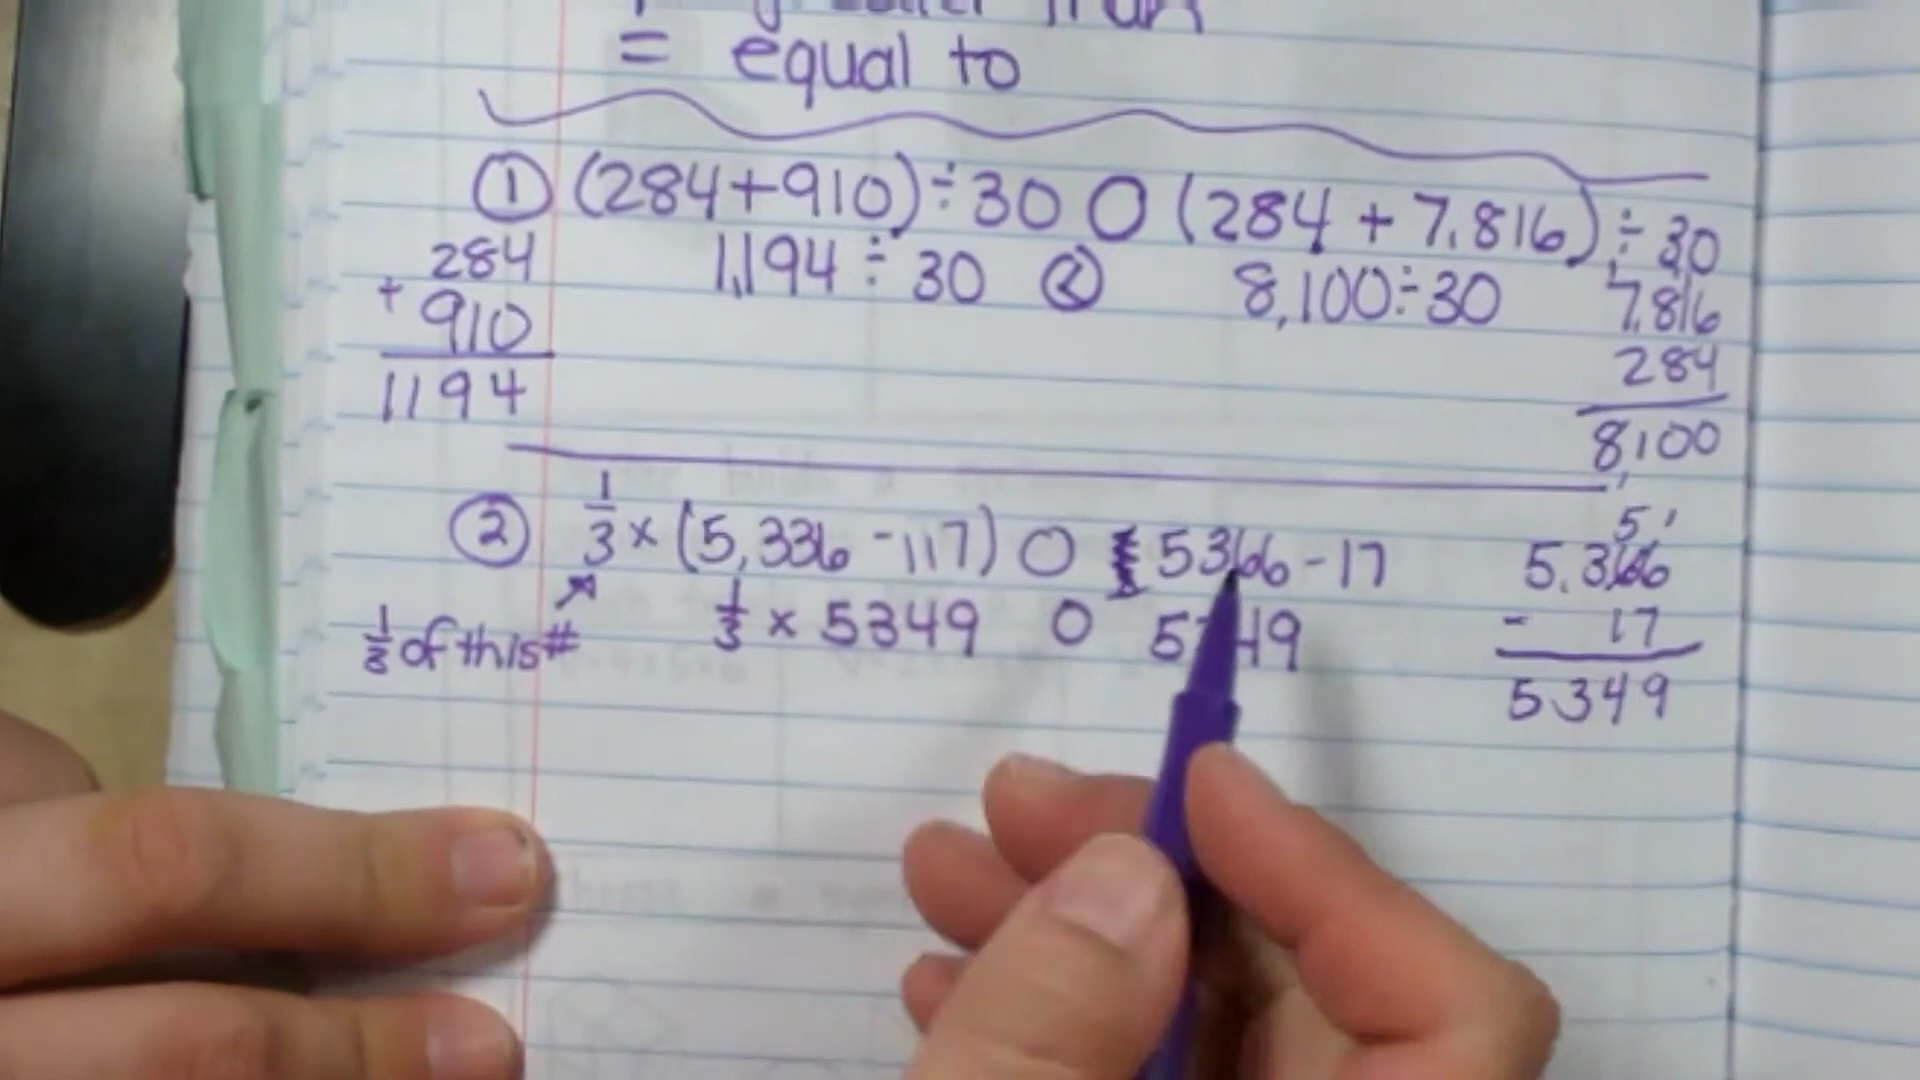 = equal to
① (284+910)÷30 ○ (284 + 7,816) ÷ 30
284 1,194 ÷ 30 < 8,100÷30 7,816
+ 910 284
1194 8,100
② 1/3 × (5,336 - 117) ○ 5366 - 17 5,366
1/3 of this # 1/3 × 5349 ○ - 17
5349